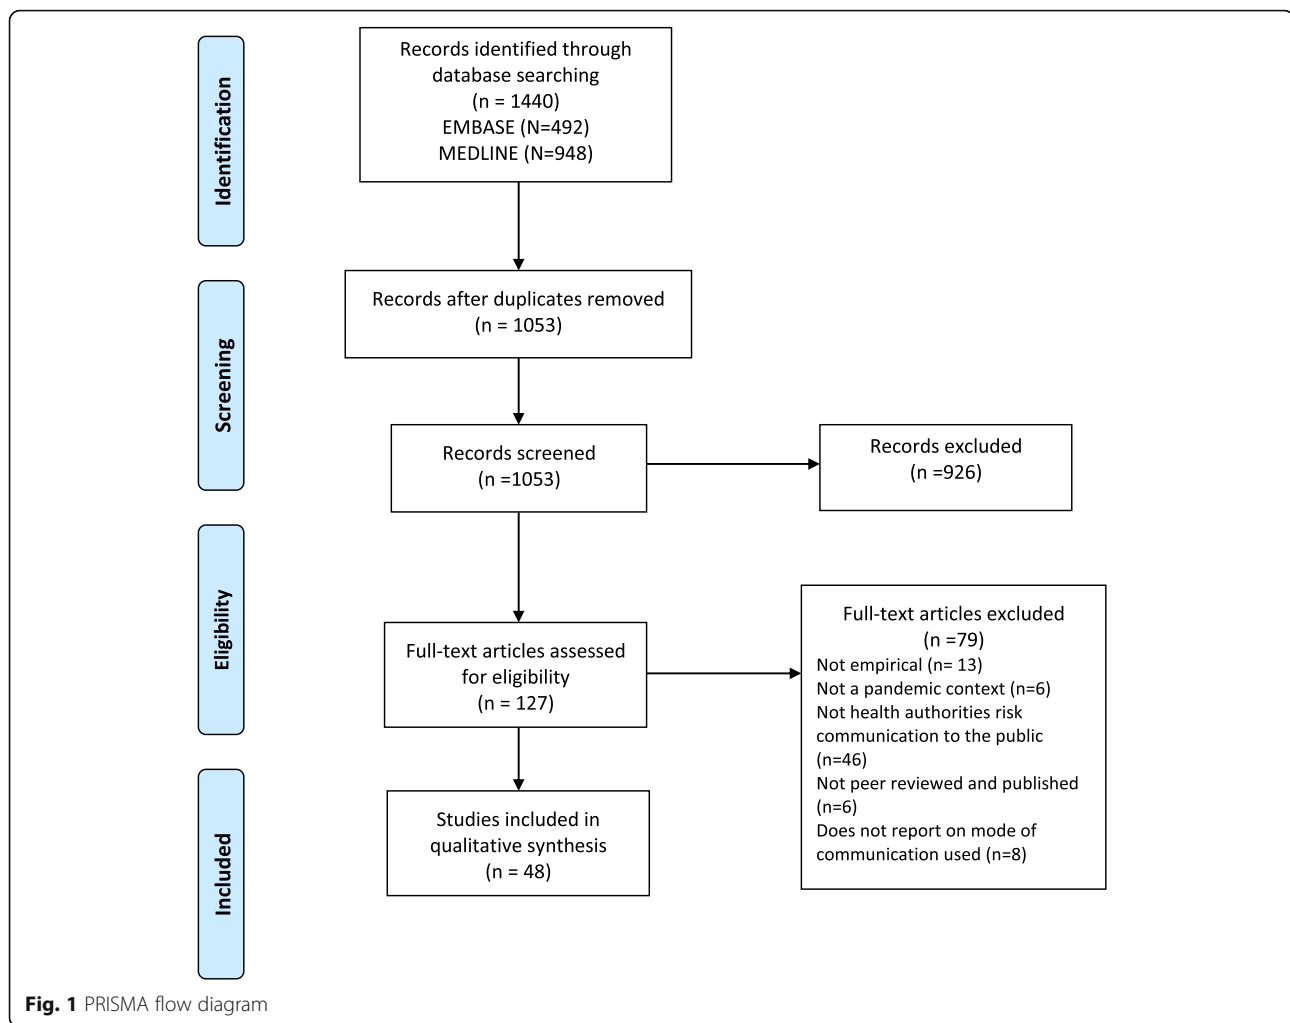 Identification
Records identified through
database searching
(n = 1440)
EMBASE (N=492)
MEDLINE (N=948)
Screening
Records after duplicates removed
(n = 1053)
Records screened
(n =1053)
Records excluded
(n =926)
Eligibility
Full-text articles assessed
for eligibility
(n = 127)
Full-text articles excluded
(n =79)
Not empirical (n= 13)
Not a pandemic context (n=6)
Not health authorities risk
communication to the public
(n=46)
Not peer reviewed and published
(n=6)
Does not report on mode of
communication used (n=8)
Included
Studies included in
qualitative synthesis
(n = 48)
Fig. 1 PRISMA flow diagram